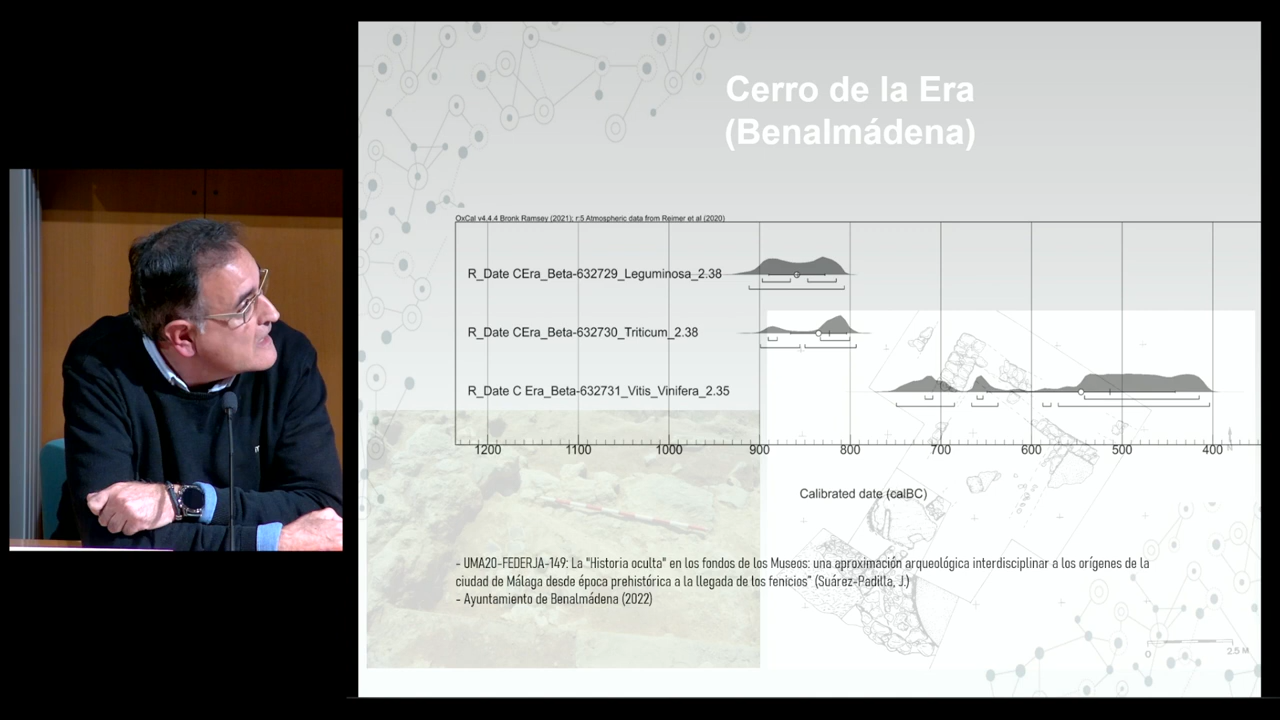 Cerro de la Era
(Benalmádena)
OxCal v4.4.4 Bronk Ramsey (2021); r:5 Atmospheric data from Reimer et al (2020)
R_Date CEra_Beta-632729_Leguminosa_2.38
R_Date CEra_Beta-632730_Triticum_2.38
R_Date C Era_Beta-632731_Vitis_Vinifera_2.35
1200 1100 1000 900 800 700 600 500 400
Calibrated date (calBC)
- UMA20-FEDERJA-149: La "Historia oculta" en los fondos de los Museos: una aproximación arqueológica interdisciplinar a los orígenes de la
ciudad de Málaga desde época prehistórica a la llegada de los fenicios" (Suárez-Padilla, J.)
- Ayuntamiento de Benalmádena (2022)
0 2.5 M